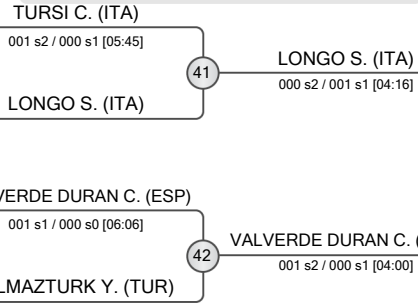 TURSI C. (ITA)
001 s2 / 000 s1 [05:45]
41
LONGO S. (ITA)
000 s2 / 001 s1 [04:16]
LONGO S. (ITA)
VERDE DURAN C. (ESP)
001 s1 / 000 s0 [06:06]
42
VALVERDE DURAN C. (
001 s2 / 000 s1 [04:00]
LMAZTURK Y. (TUR)